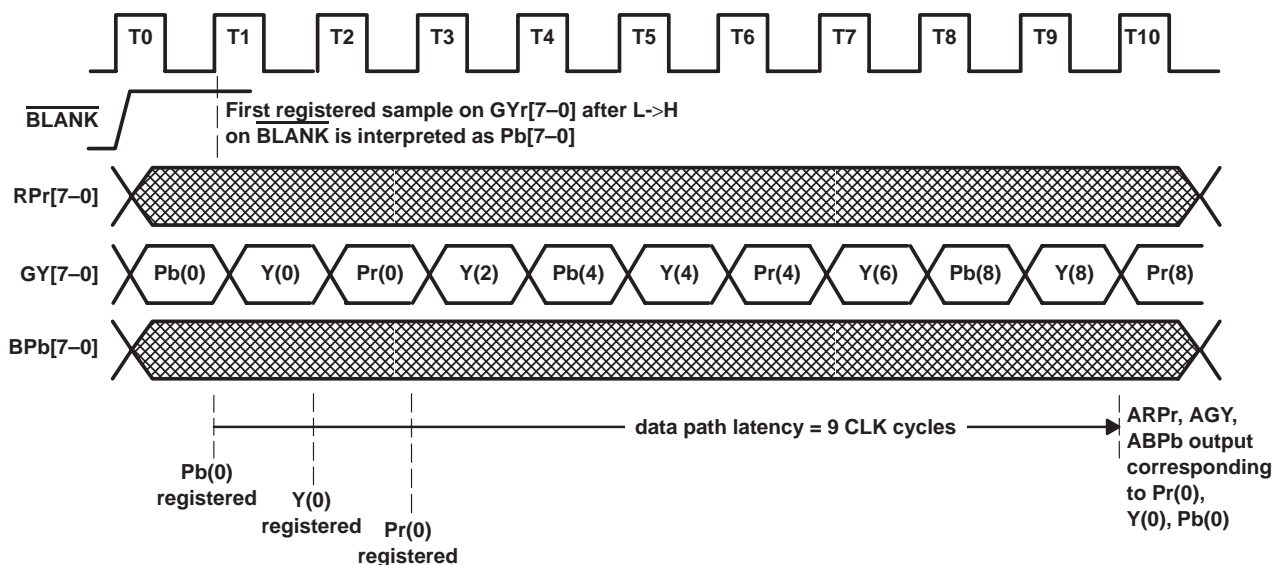 T0 T1 T2 T3 T4 T5 T6 T7 T8 T9 T10
BLANK
First registered sample on GYr[7–0] after L->H
on BLANK is interpreted as Pb[7–0]
RPr[7–0]
GY[7–0] Pb(0) Y(0) Pr(0) Y(2) Pb(4) Y(4) Pr(4) Y(6) Pb(8) Y(8) Pr(8)
BPb[7–0]
data path latency = 9 CLK cycles
ARPr, AGY,
ABPb output
corresponding
to Pr(0),
Y(0), Pb(0)
Pb(0)
registered
Y(0)
registered
Pr(0)
registered